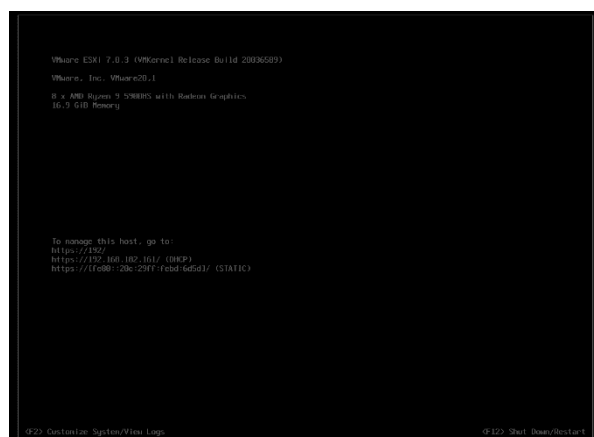 VMware ESXi 7.0.3 (VMKernel Release Build 20036589)
VMware, Inc. VMware20,1
8 x AMD Ryzen 9 5900HS with Radeon Graphics
16.9 GiB Memory
To manage this host, go to:
https://192/
https://192.168.102.161/ (DHCP)
https://[fe80::20c:29ff:febd:6d5d]/ (STATIC)
<F2> Customize System/View Logs
<F12> Shut Down/Restart